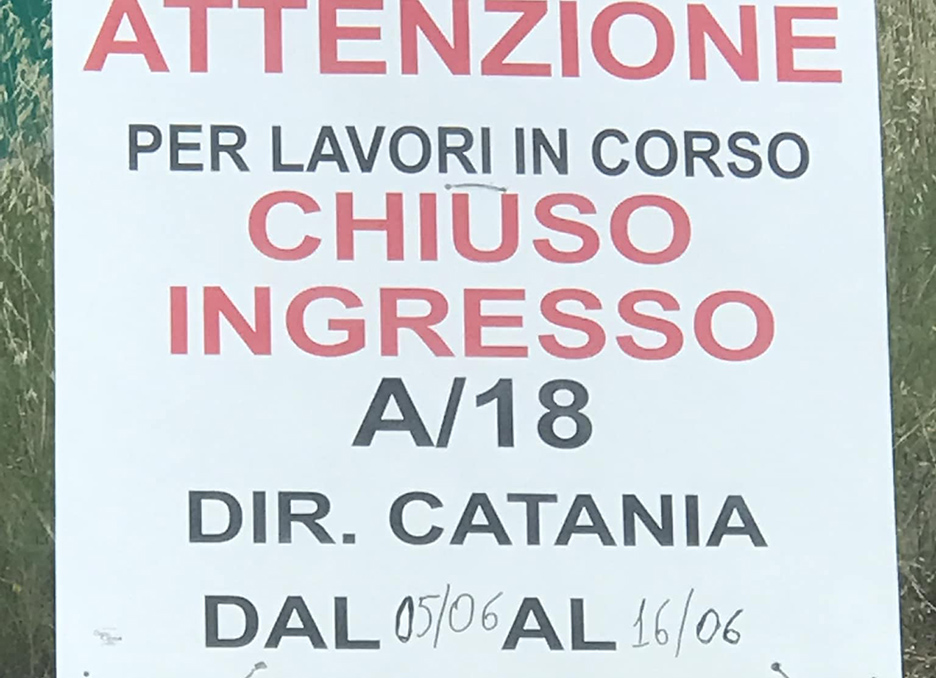 ATTENZIONE
PER LAVORI IN CORSO
CHIUSO
INGRESSO
A/18
DIR. CATANIA
DAL 05/06 AL 16/06